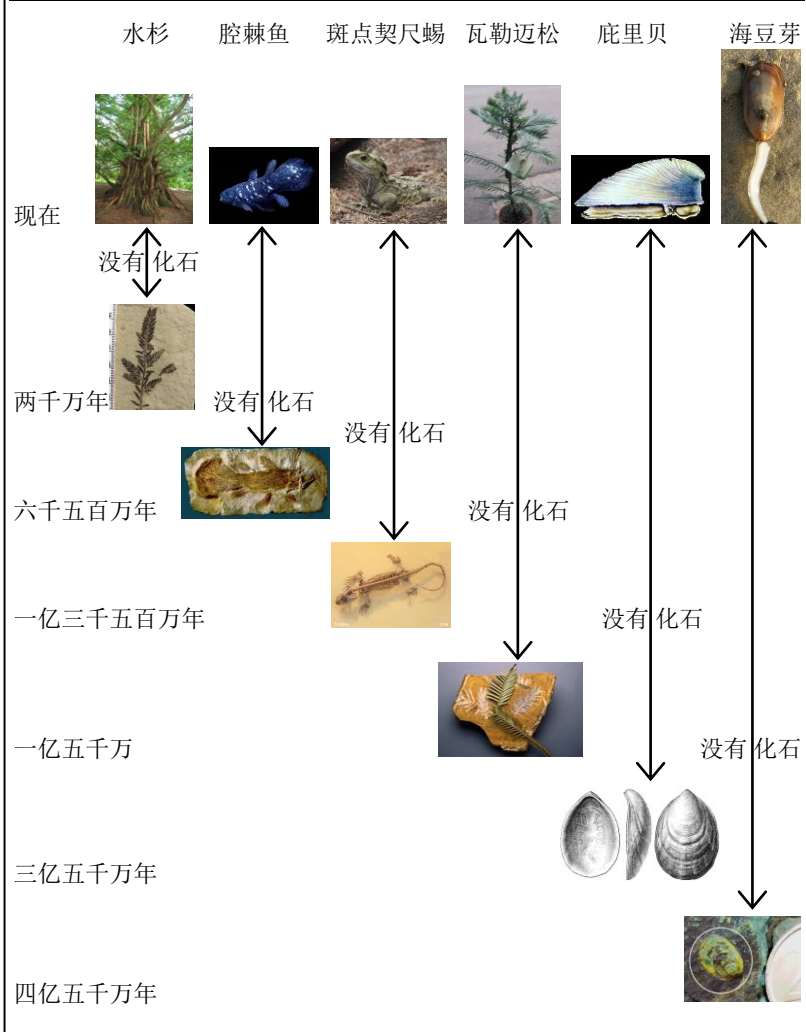 水杉 腔棘鱼 斑点契尺蜴 瓦勒迈松 庇里贝 海豆芽
现在
没有 化石
两千万年
没有 化石
没有 化石
六千五百万年
没有 化石
一亿三千五百万年
没有 化石
一亿五千万
没有 化石
三亿五千万年
四亿五千万年